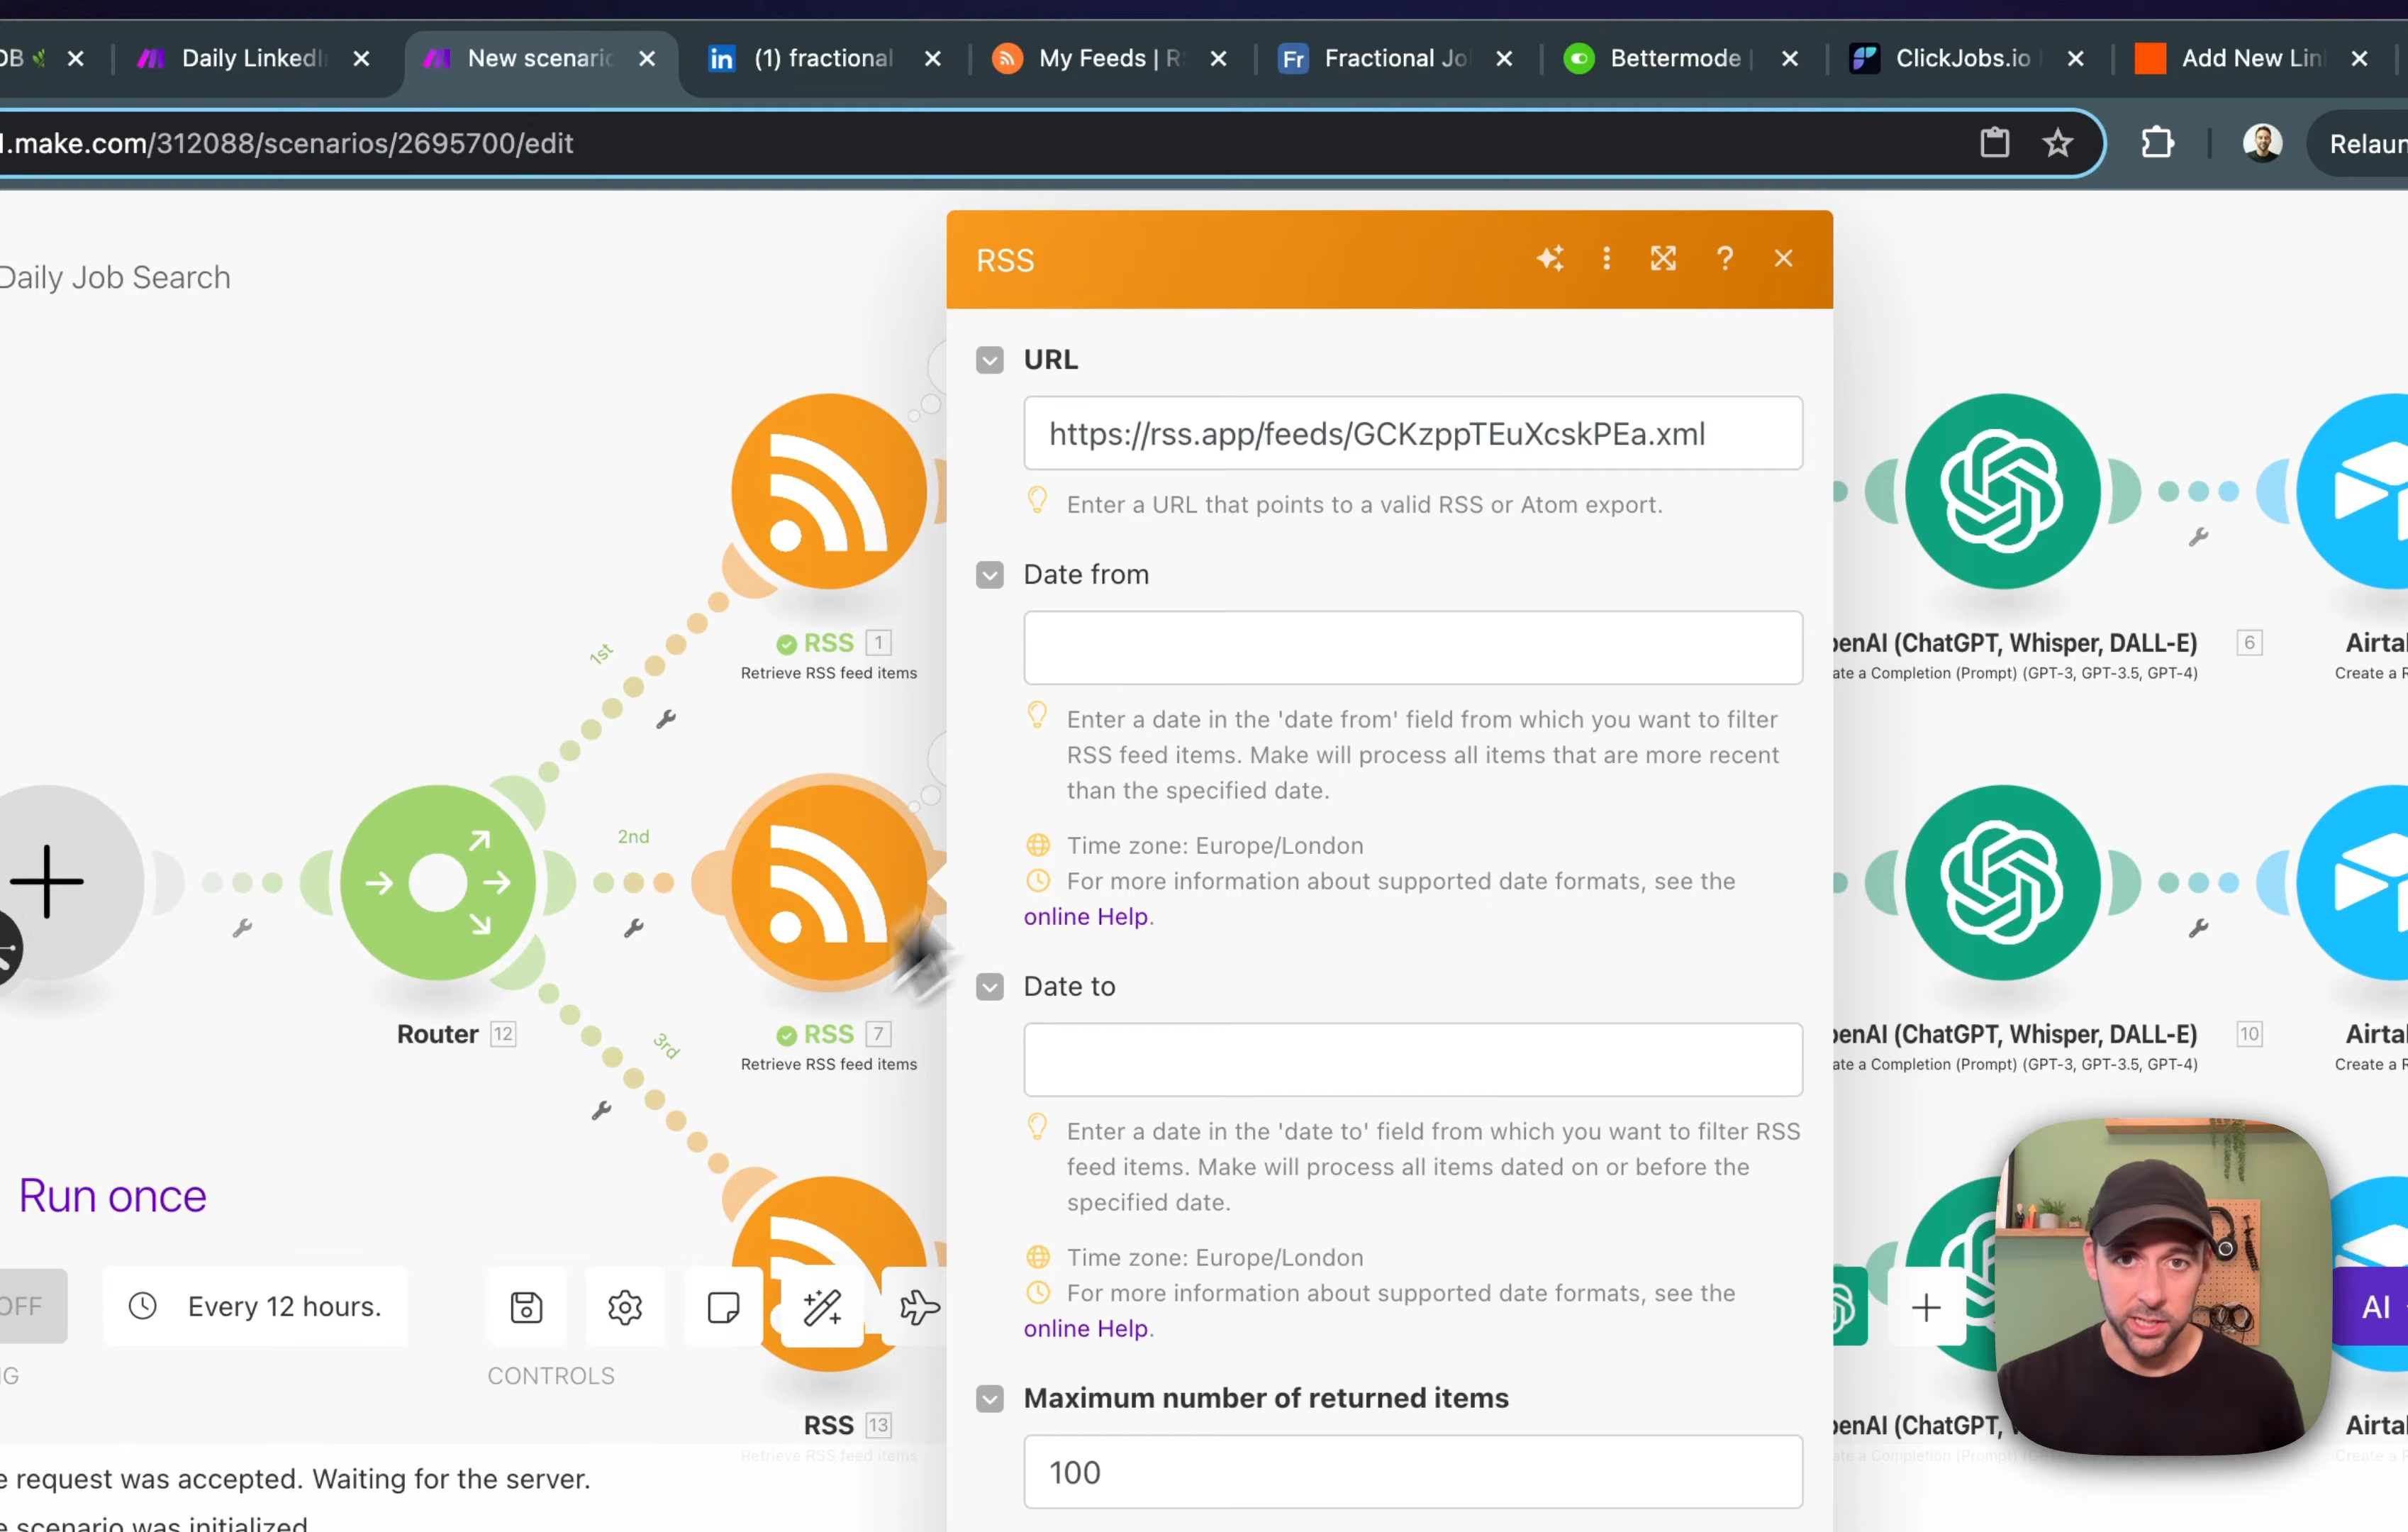 OB
Daily LinkedI
New scenario
(1) fractional
My Feeds | R
Fractional Jo
Bettermode |
ClickJobs.io
Add New Lin
.make.com/312088/scenarios/2695700/edit
Relaun
Daily Job Search
RSS
URL
https://rss.app/feeds/GCKzppTEuXcskPEa.xml
Enter a URL that points to a valid RSS or Atom export.
Date from
Enter a date in the 'date from' field from which you want to filter
RSS feed items. Make will process all items that are more recent
than the specified date.
Time zone: Europe/London
For more information about supported date formats, see the
online Help.
Date to
Enter a date in the 'date to' field from which you want to filter RSS
feed items. Make will process all items dated on or before the
specified date.
Time zone: Europe/London
For more information about supported date formats, see the
online Help.
Maximum number of returned items
100
1st
2nd
3rd
RSS 1
Retrieve RSS feed items
Router 12
RSS 7
Retrieve RSS feed items
RSS 13
Retrieve RSS feed items
enAI (ChatGPT, Whisper, DALL-E) 6
ate a Completion (Prompt) (GPT-3, GPT-3.5, GPT-4)
Airtal
Create a R
enAI (ChatGPT, Whisper, DALL-E) 10
ate a Completion (Prompt) (GPT-3, GPT-3.5, GPT-4)
Airtal
Create a R
enAI (ChatGPT,
ate a Completion (Prompt)
Airtal
Create a R
Run once
OFF
Every 12 hours.
G
CONTROLS
AI
e request was accepted. Waiting for the server.
e scenario was initialized